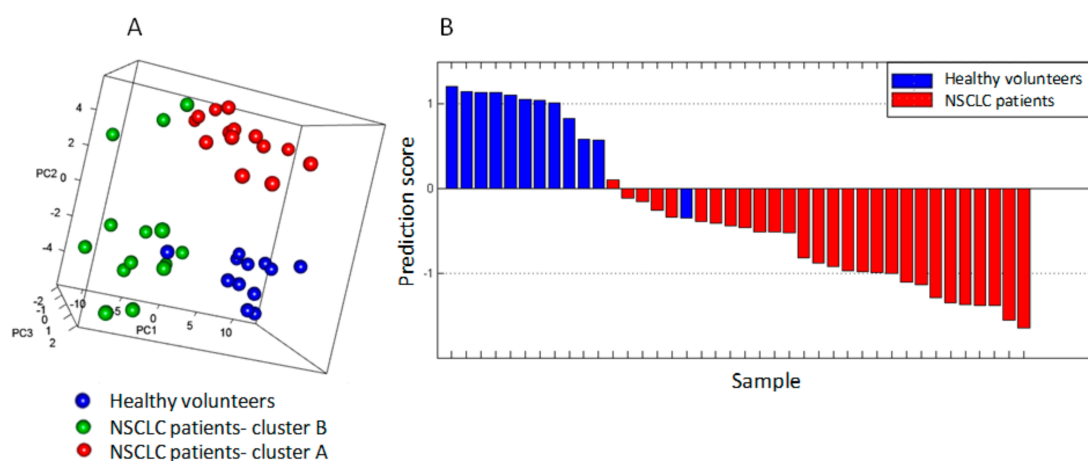 A
4
2
PC2 0
-2
-4
-2
-1
0
1
2
PC3
-10
-5
0
5
10
PC1
Healthy volunteers
NSCLC patients- cluster B
NSCLC patients- cluster A
B
Healthy volunteers
NSCLC patients
1
0
-1
Prediction score
Sample